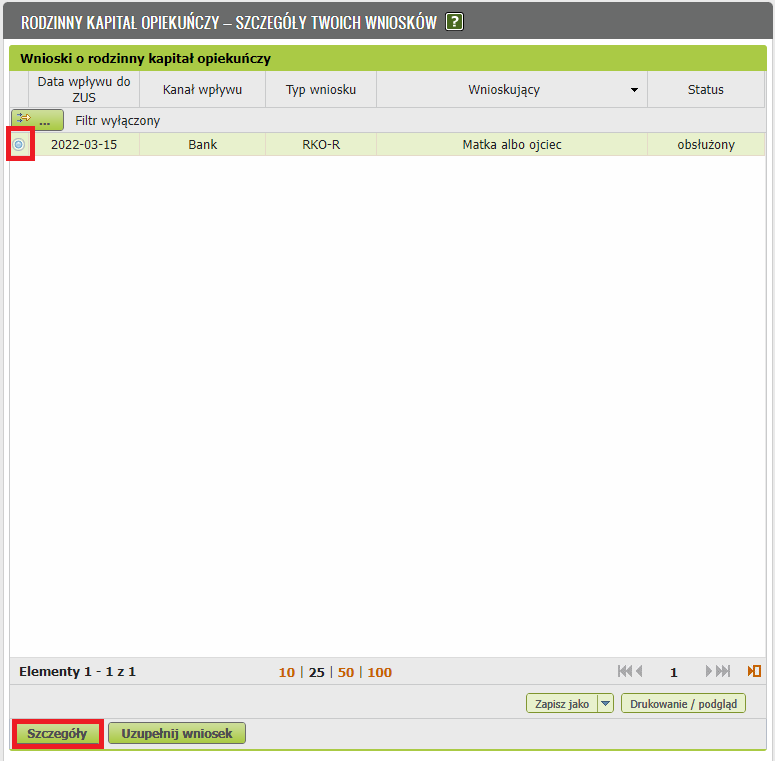 RODZINNY KAPITAŁ OPIEKUŃCZY – SZCZEGÓŁY TWOICH WNIOSKÓW ?
Wnioski o rodzinny kapitał opiekuńczy
Data wpływu do ZUS Kanał wpływu Typ wniosku Wnioskujący Status
... Filtr wyłączony
2022-03-15 Bank RKO-R Matka albo ojciec obsłużony
Elementy 1 - 1 z 1 10 | 25 | 50 | 100 1
Zapisz jako Drukowanie / podgląd
Szczegóły Uzupełnij wniosek